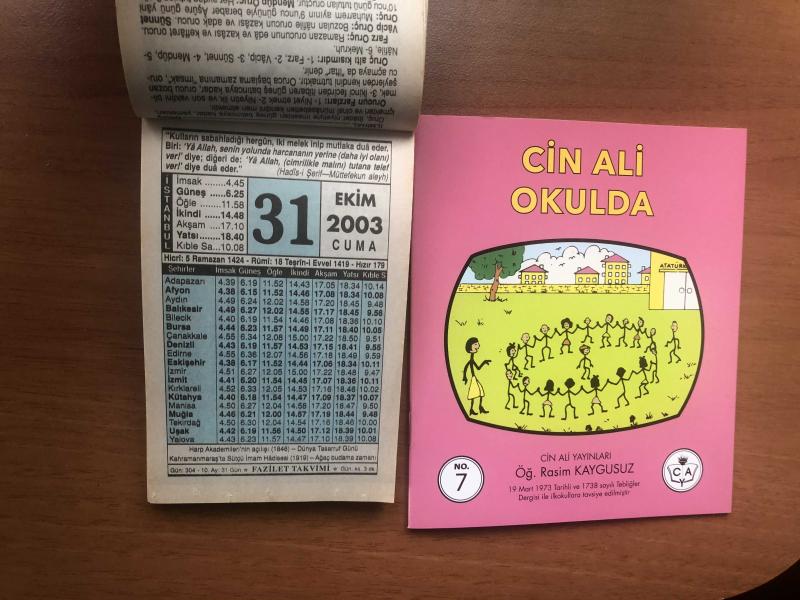 "Kulların sabahladığı hergün, iki melek inip mutlaka duâ eder.
Biri: 'Yâ Allah, senin yolunda harcananın yerine (daha iyi olanı)
ver!' diye; diğeri de: 'Yâ Allah, (cimrilikle malını) tutana telef
ver!' diye duâ eder."
(Hadîs-i Şerif—Müttefekun aleyh)
İSTANBUL
İmsak ........4.45
Güneş ......6.25
Öğle ........11.58
İkindi .....14.48
Akşam .....17.10
Yatsı........18.40
Kıble Sa...10.08
31
EKİM
2003
CUMA
Hicrî: 5 Ramazan 1424 - Rûmî: 18 Teşrîn-i Evvel 1419 - Hızır 179
Şehirler İmsak Güneş Öğle İkindi Akşam Yatsı Kıble S
Adapazarı 4.39 6.19 11.52 14.43 17.05 18.34 10.14
Afyon 4.38 6.15 11.52 14.46 17.08 18.34 10.08
Aydın 4.49 6.24 12.02 14.58 17.20 18.45 9.48
Balıkesir 4.49 6.27 12.02 14.55 17.17 18.45 9.56
Bilecik 4.40 6.19 11.54 14.46 17.08 18.36 10.10
Bursa 4.44 6.23 11.57 14.49 17.11 18.40 10.05
Çanakkale 4.55 6.34 12.08 15.00 17.22 18.50 9.51
Denizli 4.43 6.19 11.57 14.53 17.15 18.41 9.55
Edirne 4.55 6.36 12.07 14.56 17.18 18.49 9.59
Eskişehir 4.38 6.17 11.52 14.44 17.06 18.34 10.11
İzmir 4.51 6.27 12.05 15.00 17.22 18.48 9.47
İzmit 4.41 6.20 11.54 14.45 17.07 18.36 10.11
Kırklareli 4.52 6.33 12.05 14.53 17.16 18.46 10.02
Kütahya 4.40 6.18 11.54 14.47 17.09 18.37 10.07
Manisa 4.50 6.27 12.04 14.58 17.20 18.47 9.50
Muğla 4.46 6.21 12.00 14.57 17.19 18.44 9.48
Tekirdağ 4.50 6.30 12.04 14.54 17.16 18.46 10.00
Uşak 4.42 6.19 11.56 14.50 17.12 18.39 10.01
Yalova 4.43 6.23 11.57 14.47 17.10 18.39 10.08
Harp Akademileri'nin açılışı (1848) – Dünya Tasarruf Günü
Kahramanmaraş'ta Sütçü İmam Hâdisesi (1919) – Ağaç budama zamanı
Gün: 304 - 10. Ay: 31 Gün FAZİLET TAKVİMİ Gün. kıs. 3 dk
CİN ALİ
OKULDA
ATATÜRK
CİN ALİ YAYINLARI
Öğ. Rasim KAYGUSUZ
19 Mart 1973 Tarihli ve 1738 sayılı Tebliğler
Dergisi ile ilkokullara tavsiye edilmiştir
NO.
7
C A
Y